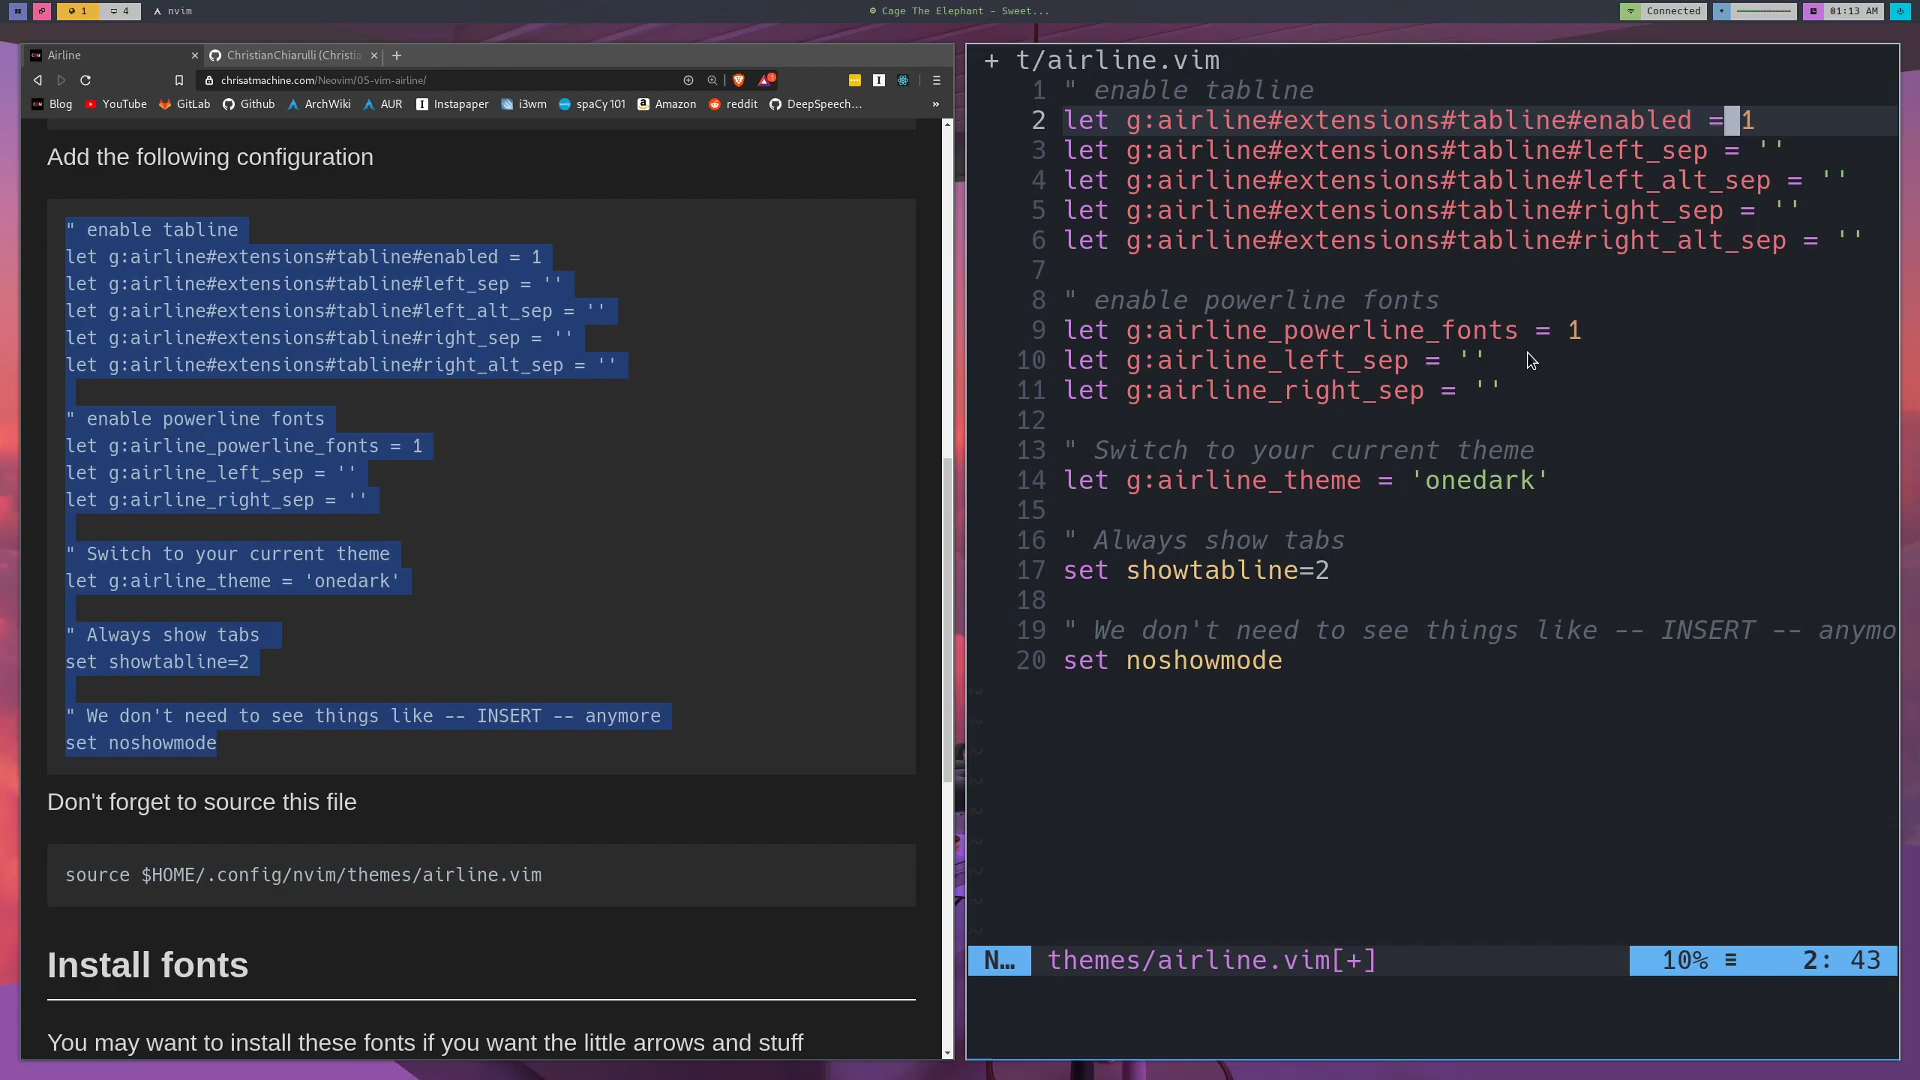 1
4
nvim
Cage The Elephant - Sweet...
Connected
01:13 AM
Airline
ChristianChiarulli (Christia
chrisatmachine.com/Neovim/05-vim-airline/
Blog
YouTube
GitLab
Github
ArchWiki
AUR
Instapaper
i3wm
spaCy101
Amazon
reddit
DeepSpeech...
»
Add the following configuration
" enable tabline
let g:airline#extensions#tabline#enabled = 1
let g:airline#extensions#tabline#left_sep = ''
let g:airline#extensions#tabline#left_alt_sep = ''
let g:airline#extensions#tabline#right_sep = ''
let g:airline#extensions#tabline#right_alt_sep = ''
" enable powerline fonts
let g:airline_powerline_fonts = 1
let g:airline_left_sep = ''
let g:airline_right_sep = ''
" Switch to your current theme
let g:airline_theme = 'onedark'
" Always show tabs
set showtabline=2
" We don't need to see things like -- INSERT -- anymore
set noshowmode
Don't forget to source this file
source $HOME/.config/nvim/themes/airline.vim
Install fonts
You may want to install these fonts if you want the little arrows and stuff
+ t/airline.vim
1 " enable tabline
2 let g:airline#extensions#tabline#enabled = 1
3 let g:airline#extensions#tabline#left_sep = ''
4 let g:airline#extensions#tabline#left_alt_sep = ''
5 let g:airline#extensions#tabline#right_sep = ''
6 let g:airline#extensions#tabline#right_alt_sep = ''
7
8 " enable powerline fonts
9 let g:airline_powerline_fonts = 1
10 let g:airline_left_sep = ''
11 let g:airline_right_sep = ''
12
13 " Switch to your current theme
14 let g:airline_theme = 'onedark'
15
16 " Always show tabs
17 set showtabline=2
18
19 " We don't need to see things like -- INSERT -- anymo
20 set noshowmode
N… themes/airline.vim[+] 10% ≡ 2: 43